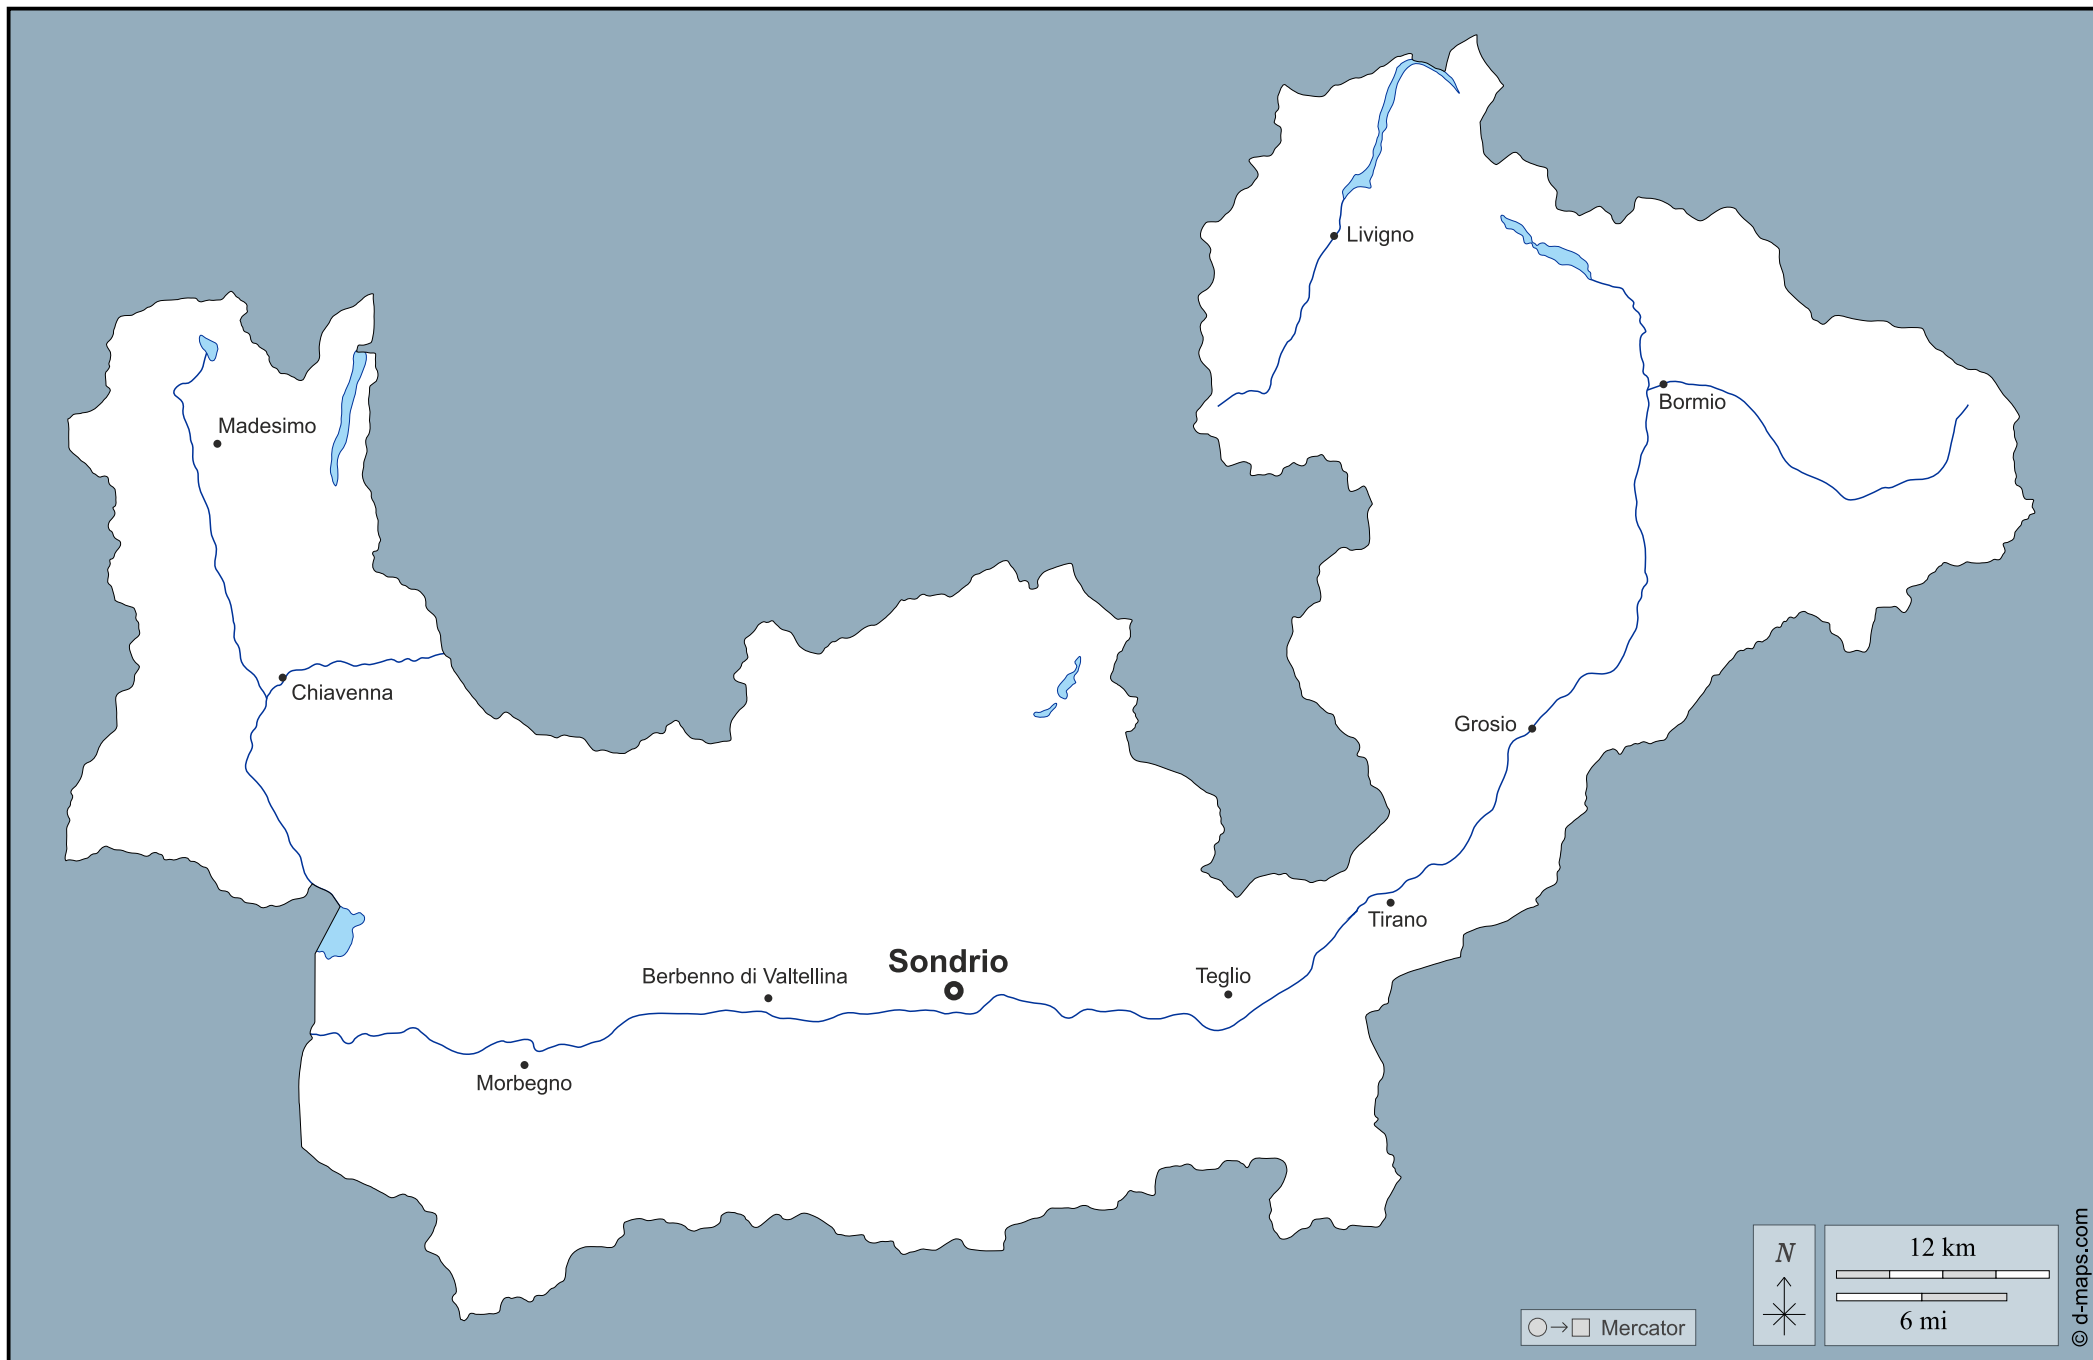 Livigno
Bormio
Madesimo
Chiavenna
Grosio
Tirano
Sondrio
Berbenno di Valtellina
Teglio
Morbegno
N
12 km
6 mi
Mercator
© d-maps.com